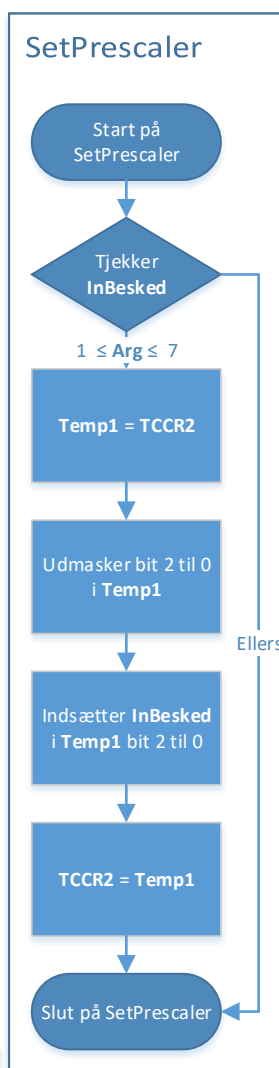 SetPrescaler
Start på
SetPrescaler
Tjekker
InBesked
1 ≤ Arg ≤ 7
Temp1 = TCCR2
Udmasker bit 2 til 0
i Temp1
Ellers
Indsætter InBesked
i Temp1 bit 2 til 0
TCCR2 = Temp1
Slut på SetPrescaler